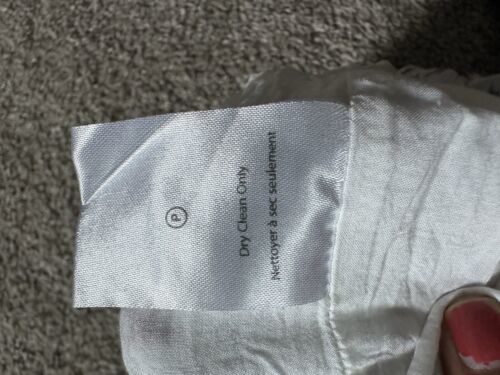 P
Dry Clean Only
Nettoyer à sec seulement